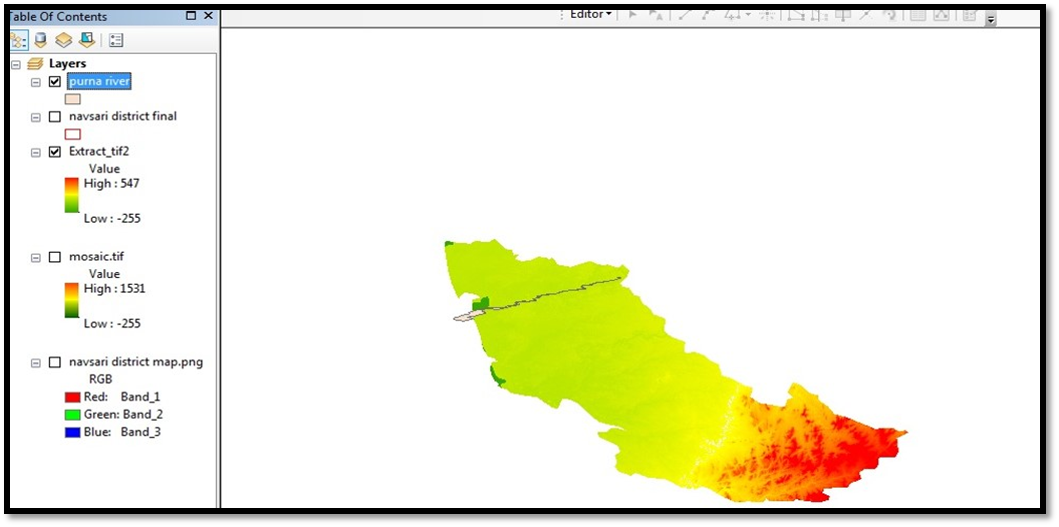 Table Of Contents
Editor
Layers
purna river
navsari district final
Extract_tif2
Value
High : 547
Low : -255
mosaic.tif
Value
High : 1531
Low : -255
navsari district map.png
RGB
Red: Band_1
Green: Band_2
Blue: Band_3